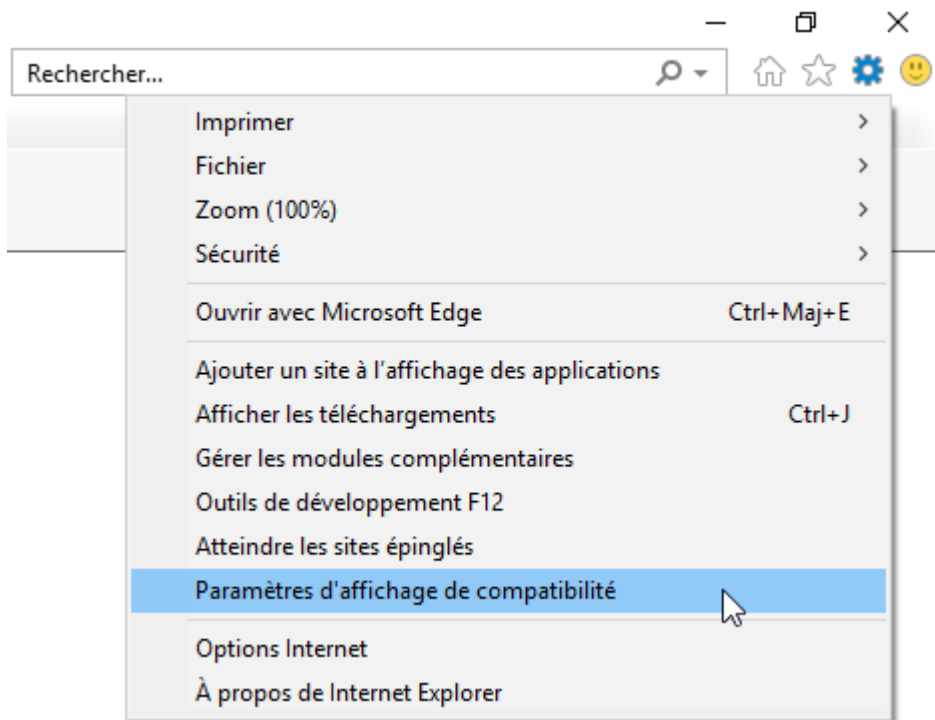 Rechercher...
Imprimer
Fichier
Zoom (100%)
Sécurité
Ouvrir avec Microsoft Edge Ctrl+Maj+E
Ajouter un site à l'affichage des applications
Afficher les téléchargements Ctrl+J
Gérer les modules complémentaires
Outils de développement F12
Atteindre les sites épinglés
Paramètres d'affichage de compatibilité
Options Internet
À propos de Internet Explorer